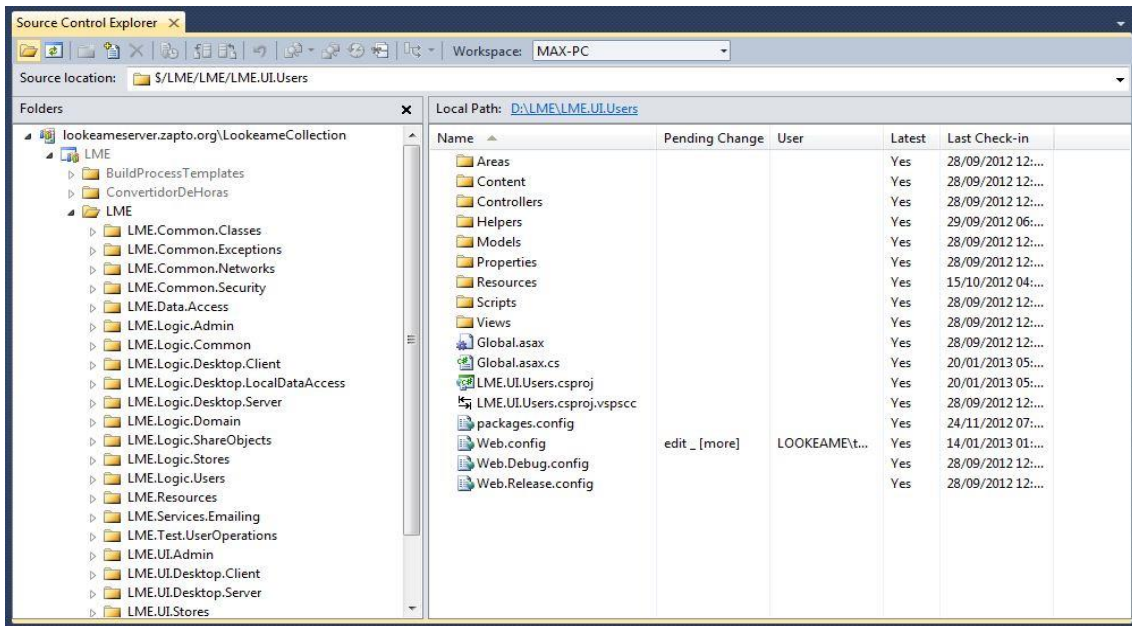 Source Control Explorer
Workspace: MAX-PC
Source location: $/LME/LME/LME.UI.Users
Folders
Local Path: D:\LME\LME.UI.Users
lookeameserver.zapto.org\LookeameCollection
LME
BuildProcessTemplates
ConvertidorDeHoras
LME
LME.Common.Classes
LME.Common.Exceptions
LME.Common.Networks
LME.Common.Security
LME.Data.Access
LME.Logic.Admin
LME.Logic.Common
LME.Logic.Desktop.Client
LME.Logic.Desktop.LocalDataAccess
LME.Logic.Desktop.Server
LME.Logic.Domain
LME.Logic.ShareObjects
LME.Logic.Stores
LME.Logic.Users
LME.Resources
LME.Services.Emailing
LME.Test.UserOperations
LME.UI.Admin
LME.UI.Desktop.Client
LME.UI.Desktop.Server
LME.UI.Stores
Name Pending Change User Latest Last Check-in
Areas Yes 28/09/2012 12:...
Content Yes 28/09/2012 12:...
Controllers Yes 28/09/2012 12:...
Helpers Yes 29/09/2012 06:...
Models Yes 28/09/2012 12:...
Properties Yes 28/09/2012 12:...
Resources Yes 15/10/2012 04:...
Scripts Yes 28/09/2012 12:...
Views Yes 28/09/2012 12:...
Global.asax Yes 28/09/2012 12:...
Global.asax.cs Yes 20/01/2013 05:...
LME.UI.Users.csproj Yes 20/01/2013 05:...
LME.UI.Users.csproj.vspscc Yes 28/09/2012 12:...
packages.config Yes 24/11/2012 07:...
Web.config edit _ [more] LOOKEAME\t... Yes 14/01/2013 01:...
Web.Debug.config Yes 28/09/2012 12:...
Web.Release.config Yes 28/09/2012 12:...